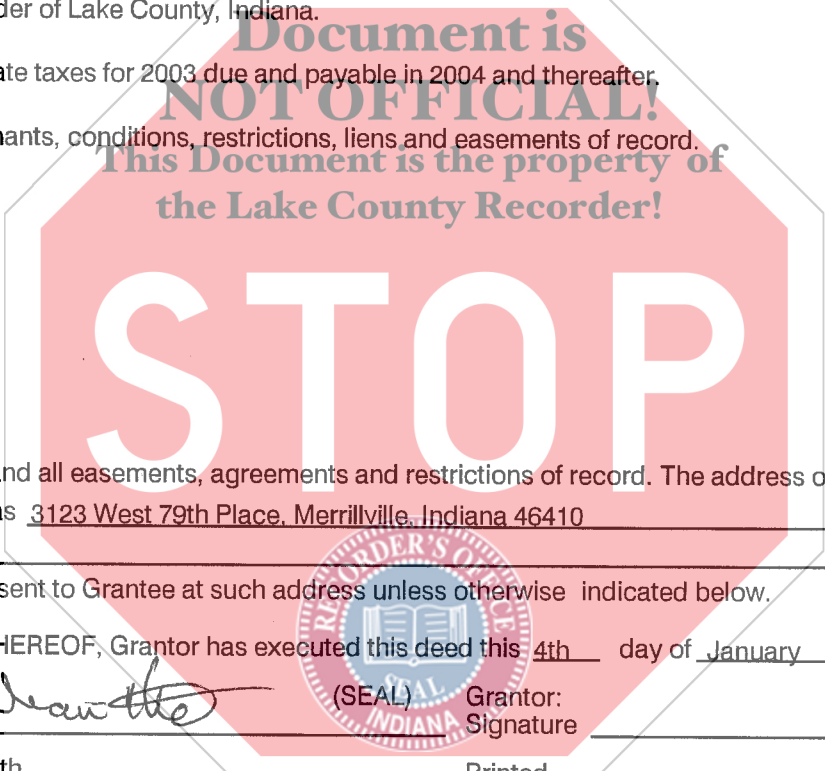 der of Lake County, Indiana.
Document is
ate taxes for 2003 due and payable in 2004 and thereafter.
NOT OFFICIAL!
nants, conditions, restrictions, liens and easements of record.
This Document is the property of
the Lake County Recorder!
STOP
and all easements, agreements and restrictions of record. The address o
as 3123 West 79th Place, Merrillville, Indiana 46410
RECORDER'S OFFICE
sent to Grantee at such address unless otherwise indicated below.
HEREOF, Grantor has executed this deed this 4th day of January
(SEAL) Grantor:
SEAL
Signature
INDIANA
th
Printed